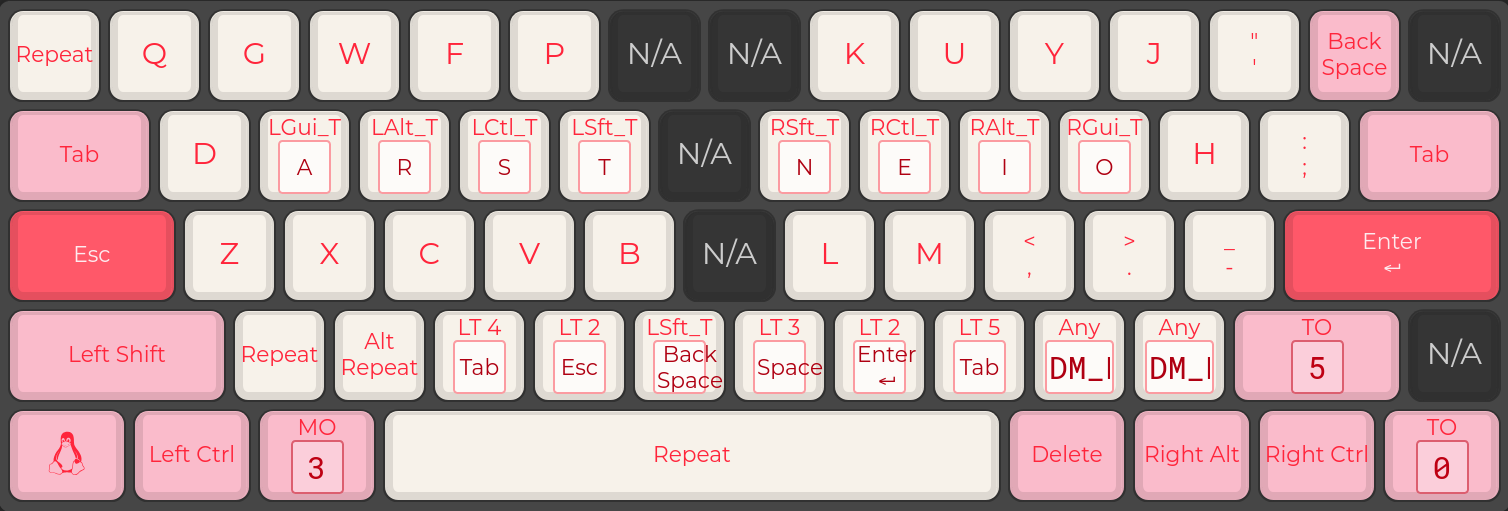 Repeat Q G W F P N/A N/A K U Y J " Back N/A
' Space
LGui_T LAlt_T LCtl_T LSft_T RSft_T RCtl_T RAlt_T RGui_T
Tab D A R S T N/A N E I O H : Tab
;
Esc Z X C V B N/A L M < > _ Enter
, . -
LT 4 LT 2 LSft_T LT 3 LT 2 LT 5 Any Any TO
Left Shift Repeat Alt Tab Esc Back Space Enter Tab DM_ DM_ 5 N/A
Repeat Space
MO TO
Left Ctrl 3 Repeat Delete Right Alt Right Ctrl 0